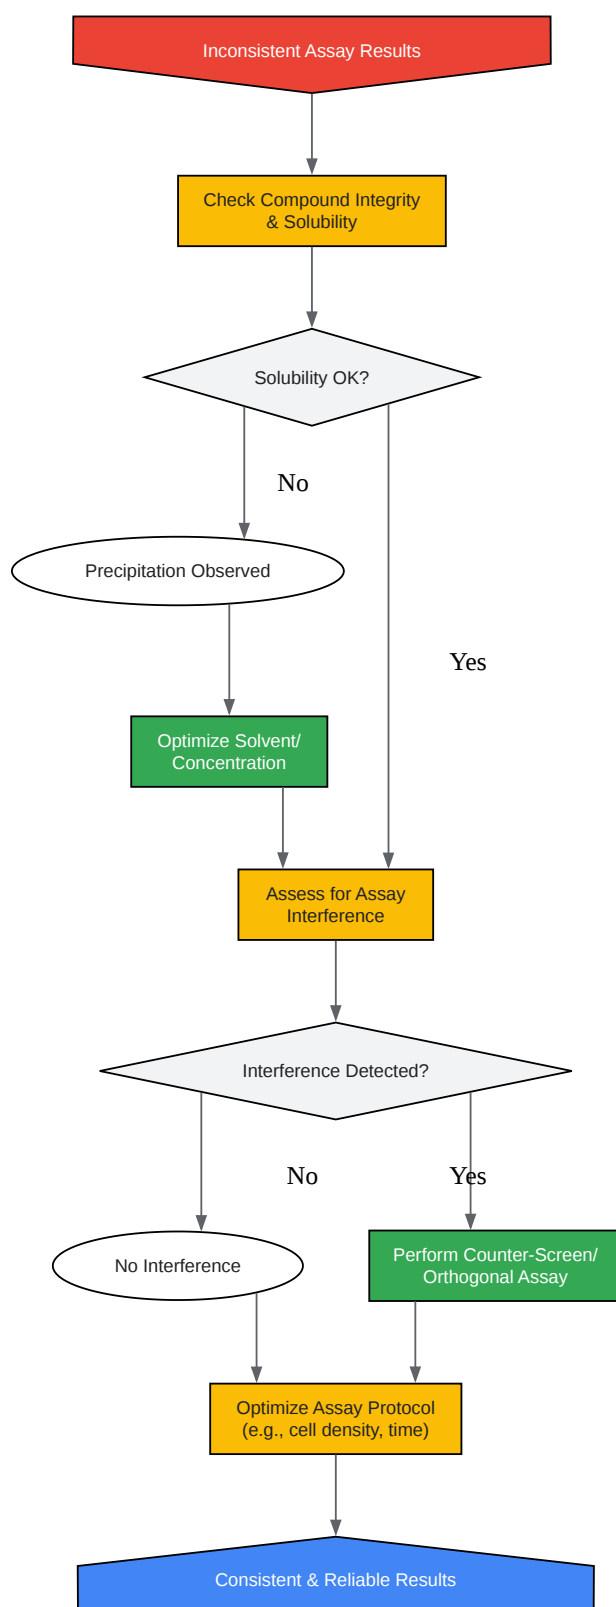 Inconsistent Assay Results
Check Compound Integrity
& Solubility
Solubility OK?
No
Precipitation Observed
Yes
Optimize Solvent/
Concentration
Assess for Assay
Interference
Interference Detected?
No
Yes
No Interference
Perform Counter-Screen/
Orthogonal Assay
Optimize Assay Protocol
(e.g., cell density, time)
Consistent & Reliable Results